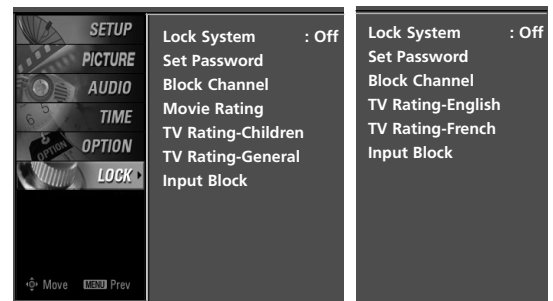 SETUP
PICTURE
AUDIO
TIME
OPTION
LOCK
Move MENU Prev
Lock System : Off
Set Password
Block Channel
Movie Rating
TV Rating-Children
TV Rating-General
Input Block
Lock System : Off
Set Password
Block Channel
TV Rating-English
TV Rating-French
Input Block